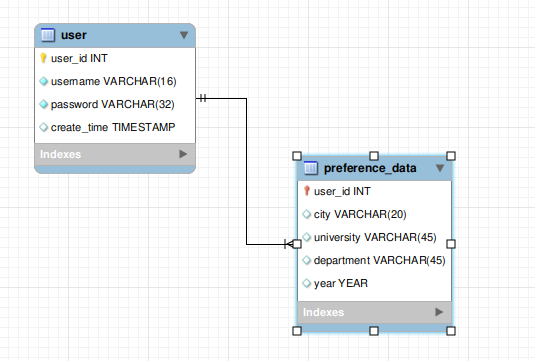 user
user_id INT
username VARCHAR(16)
password VARCHAR(32)
create_time TIMESTAMP
Indexes
preference_data
user_id INT
city VARCHAR(20)
university VARCHAR(45)
department VARCHAR(45)
year YEAR
Indexes